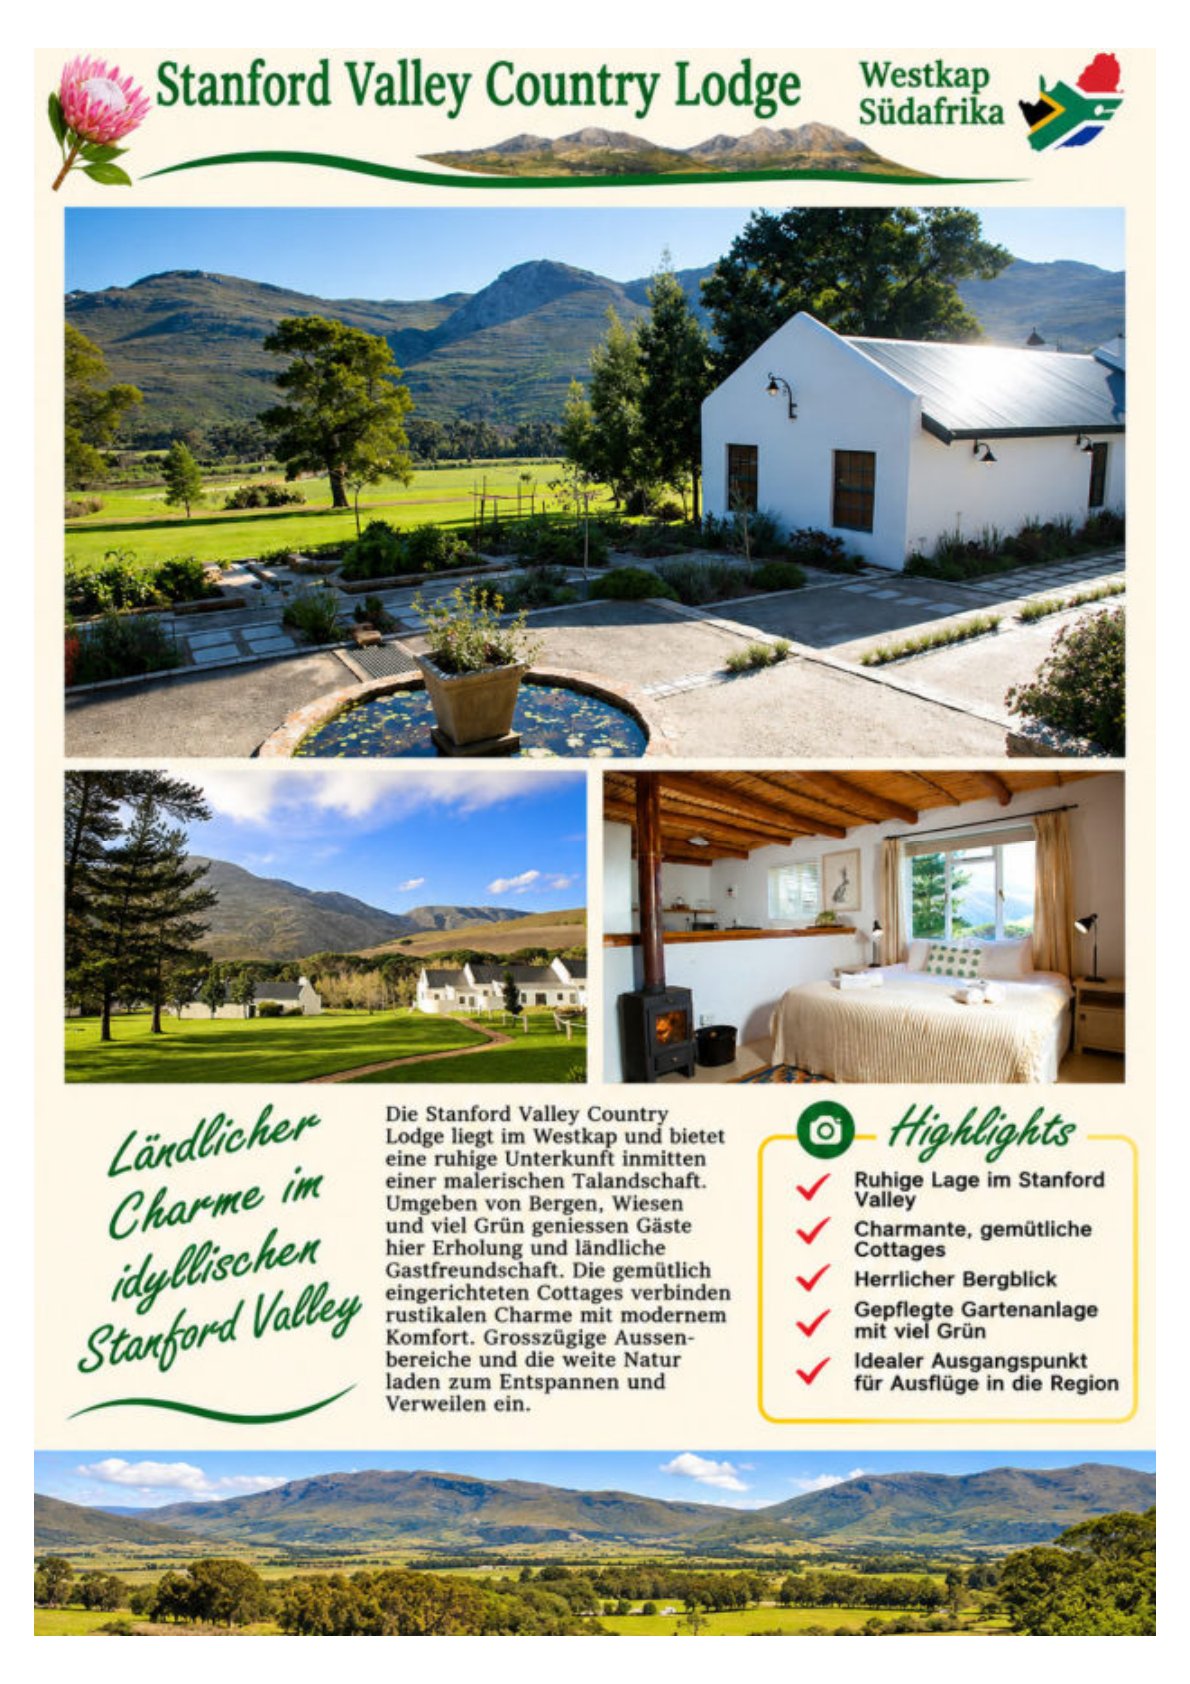 Stanford Valley Country Lodge
Westkap
Südafrika
Ländlicher
Charme im
idyllischen
Stanford Valley
Die Stanford Valley Country
Lodge liegt im Westkap und bietet
eine ruhige Unterkunft inmitten
einer malerischen Talandschaft.
Umgeben von Bergen, Wiesen
und viel Grün geniessen Gäste
hier Erholung und ländliche
Gastfreundschaft. Die gemütlich
eingerichteten Cottages verbinden
rustikalen Charme mit modernem
Komfort. Grosszügige Aussen-
bereiche und die weite Natur
laden zum Entspannen und
Verweilen ein.
Highlights
Ruhige Lage im Stanford
Valley
Charmante, gemütliche
Cottages
Herrlicher Bergblick
Gepflegte Gartenanlage
mit viel Grün
Idealer Ausgangspunkt
für Ausflüge in die Region